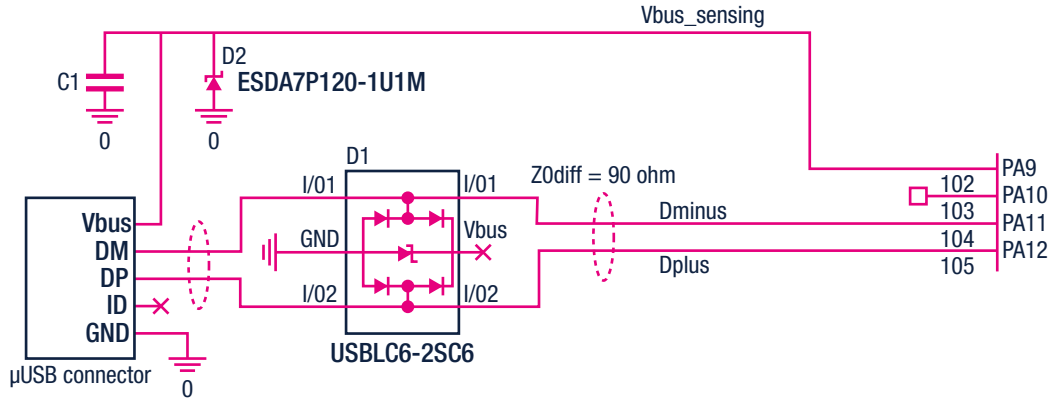 Vbus_sensing
D2
C1
ESDA7P120-1U1M
0
0
D1
I/01
I/01
Z0diff = 90 ohm
PA9
102
PA10
Vbus
GND
Vbus
Dminus
103
PA11
DM
104
PA12
DP
Dplus
105
ID
I/02
I/02
GND
USBLC6-2SC6
µUSB connector
0